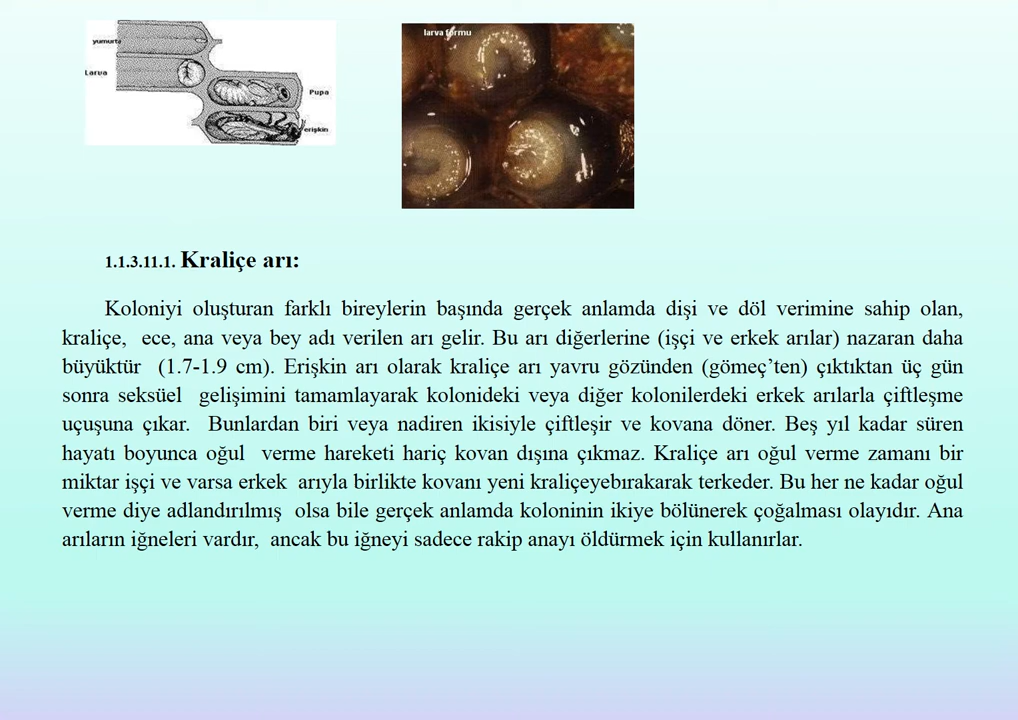 yumurta
Larva
Pupa
erişkin
larva formu
1.1.3.11.1. Kraliçe arı:
Koloniyi oluşturan farklı bireylerin başında gerçek anlamda dişi ve döl verimine sahip olan,
kraliçe, ece, ana veya bey adı verilen arı gelir. Bu arı diğerlerine (işçi ve erkek arılar) nazaran daha
büyüktür (1.7-1.9 cm). Erişkin arı olarak kraliçe arı yavru gözünden (gömeç’ten) çıktıktan üç gün
sonra seksüel gelişimini tamamlayarak kolonideki veya diğer kolonilerdeki erkek arılarla çiftleşme
uçuşuna çıkar. Bunlardan biri veya nadiren ikisiyle çiftleşir ve kovana döner. Beş yıl kadar süren
hayatı boyunca oğul verme hareketi hariç kovan dışına çıkmaz. Kraliçe arı oğul verme zamanı bir
miktar işçi ve varsa erkek arıyla birlikte kovanı yeni kraliçeyebırakarak terkeder. Bu her ne kadar oğul
verme diye adlandırılmış olsa bile gerçek anlamda koloninin ikiye bölünerek çoğalması olayıdır. Ana
arıların iğneleri vardır, ancak bu iğneyi sadece rakip anayı öldürmek için kullanırlar.